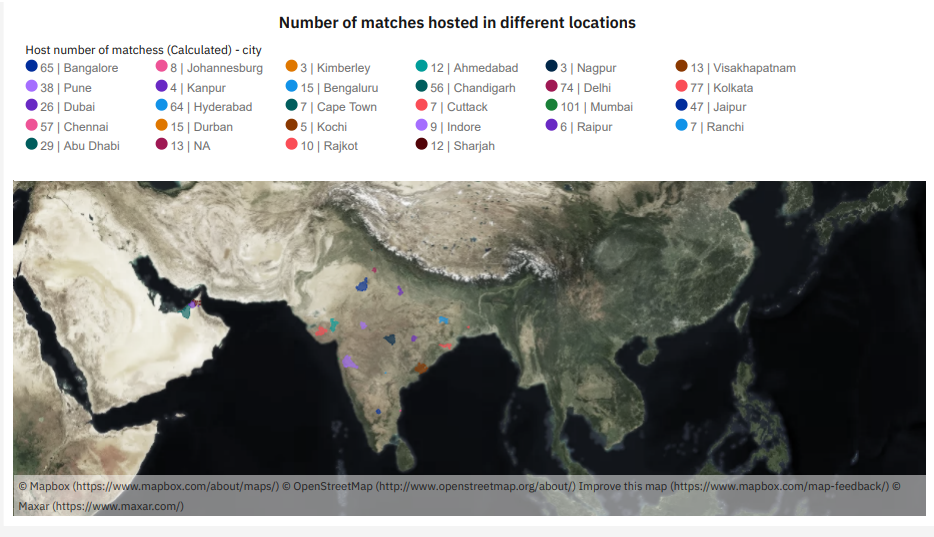 Number of matches hosted in different locations
Host number of matchess (Calculated) - city
65 | Bangalore 8 | Johannesburg 3 | Kimberley 12 | Ahmedabad 3 | Nagpur 13 | Visakhapatnam
38 | Pune 4 | Kanpur 15 | Bengaluru 56 | Chandigarh 74 | Delhi 77 | Kolkata
26 | Dubai 64 | Hyderabad 7 | Cape Town 7 | Cuttack 101 | Mumbai 47 | Jaipur
57 | Chennai 15 | Durban 5 | Kochi 9 | Indore 6 | Raipur 7 | Ranchi
29 | Abu Dhabi 13 | NA 10 | Rajkot 12 | Sharjah
© Mapbox (https://www.mapbox.com/about/maps/) © OpenStreetMap (http://www.openstreetmap.org/about/) Improve this map (https://www.mapbox.com/map-feedback/) ©
Maxar (https://www.maxar.com/)